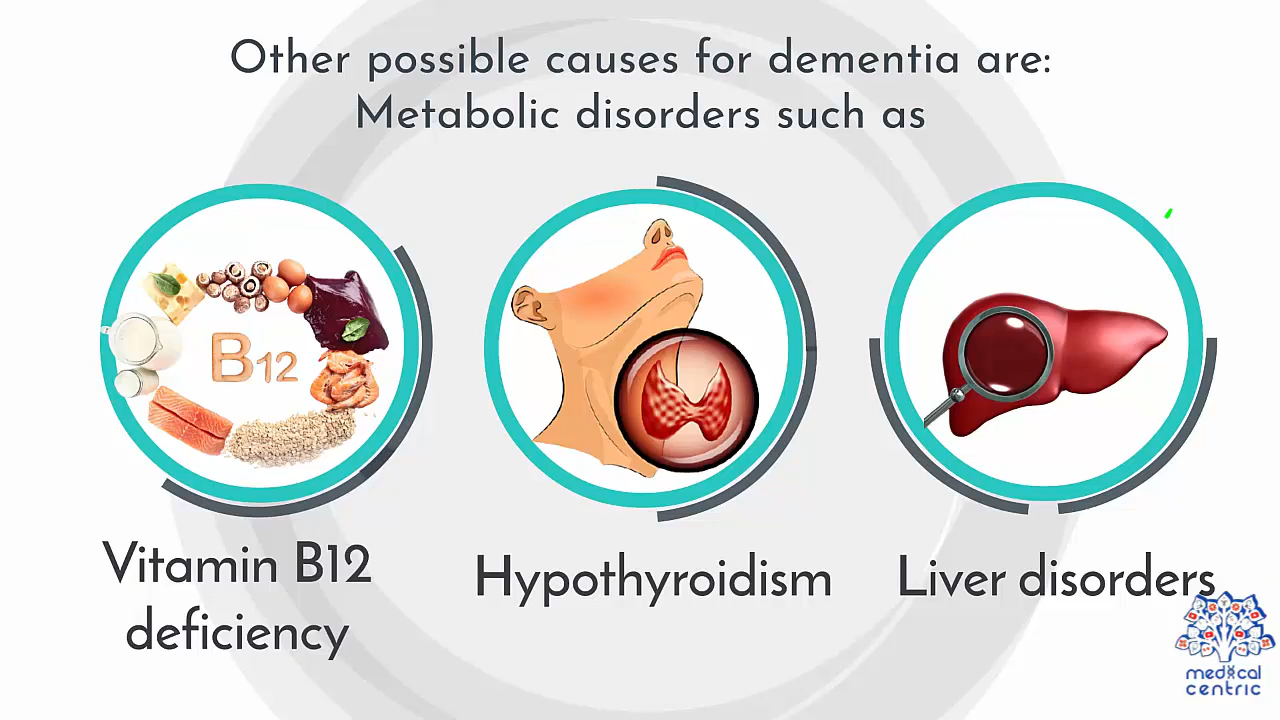 Other possible causes for dementia are:
Metabolic disorders such as
B12
Vitamin B12
deficiency
Hypothyroidism
Liver disorders
medical
centric